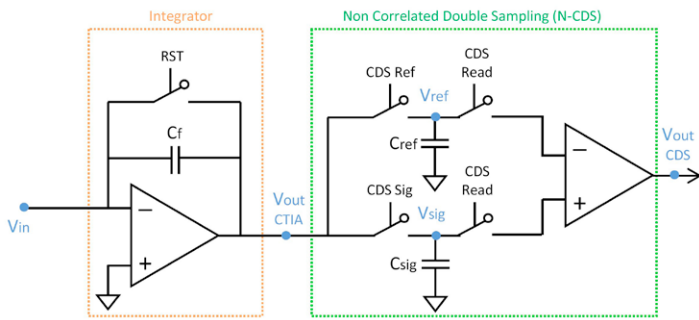 Integrator
Non Correlated Double Sampling (N-CDS)
RST
Cf
Vin
−
+
Vout
CTIA
CDS Ref
Vref
CDS
Read
Cref
CDS Sig
Vsig
CDS
Read
Csig
−
+
Vout
CDS